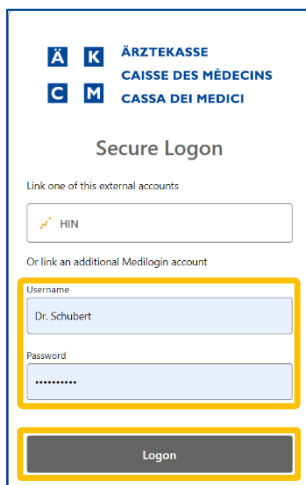 Ä K ÄRZTEKASSE
CAISSE DES MÉDECINS
C M CASSA DEI MEDICI
Secure Logon
Link one of this external accounts
HIN
Or link an additional Medilogin account
Username
Dr. Schubert
Password
••••••••••
Logon